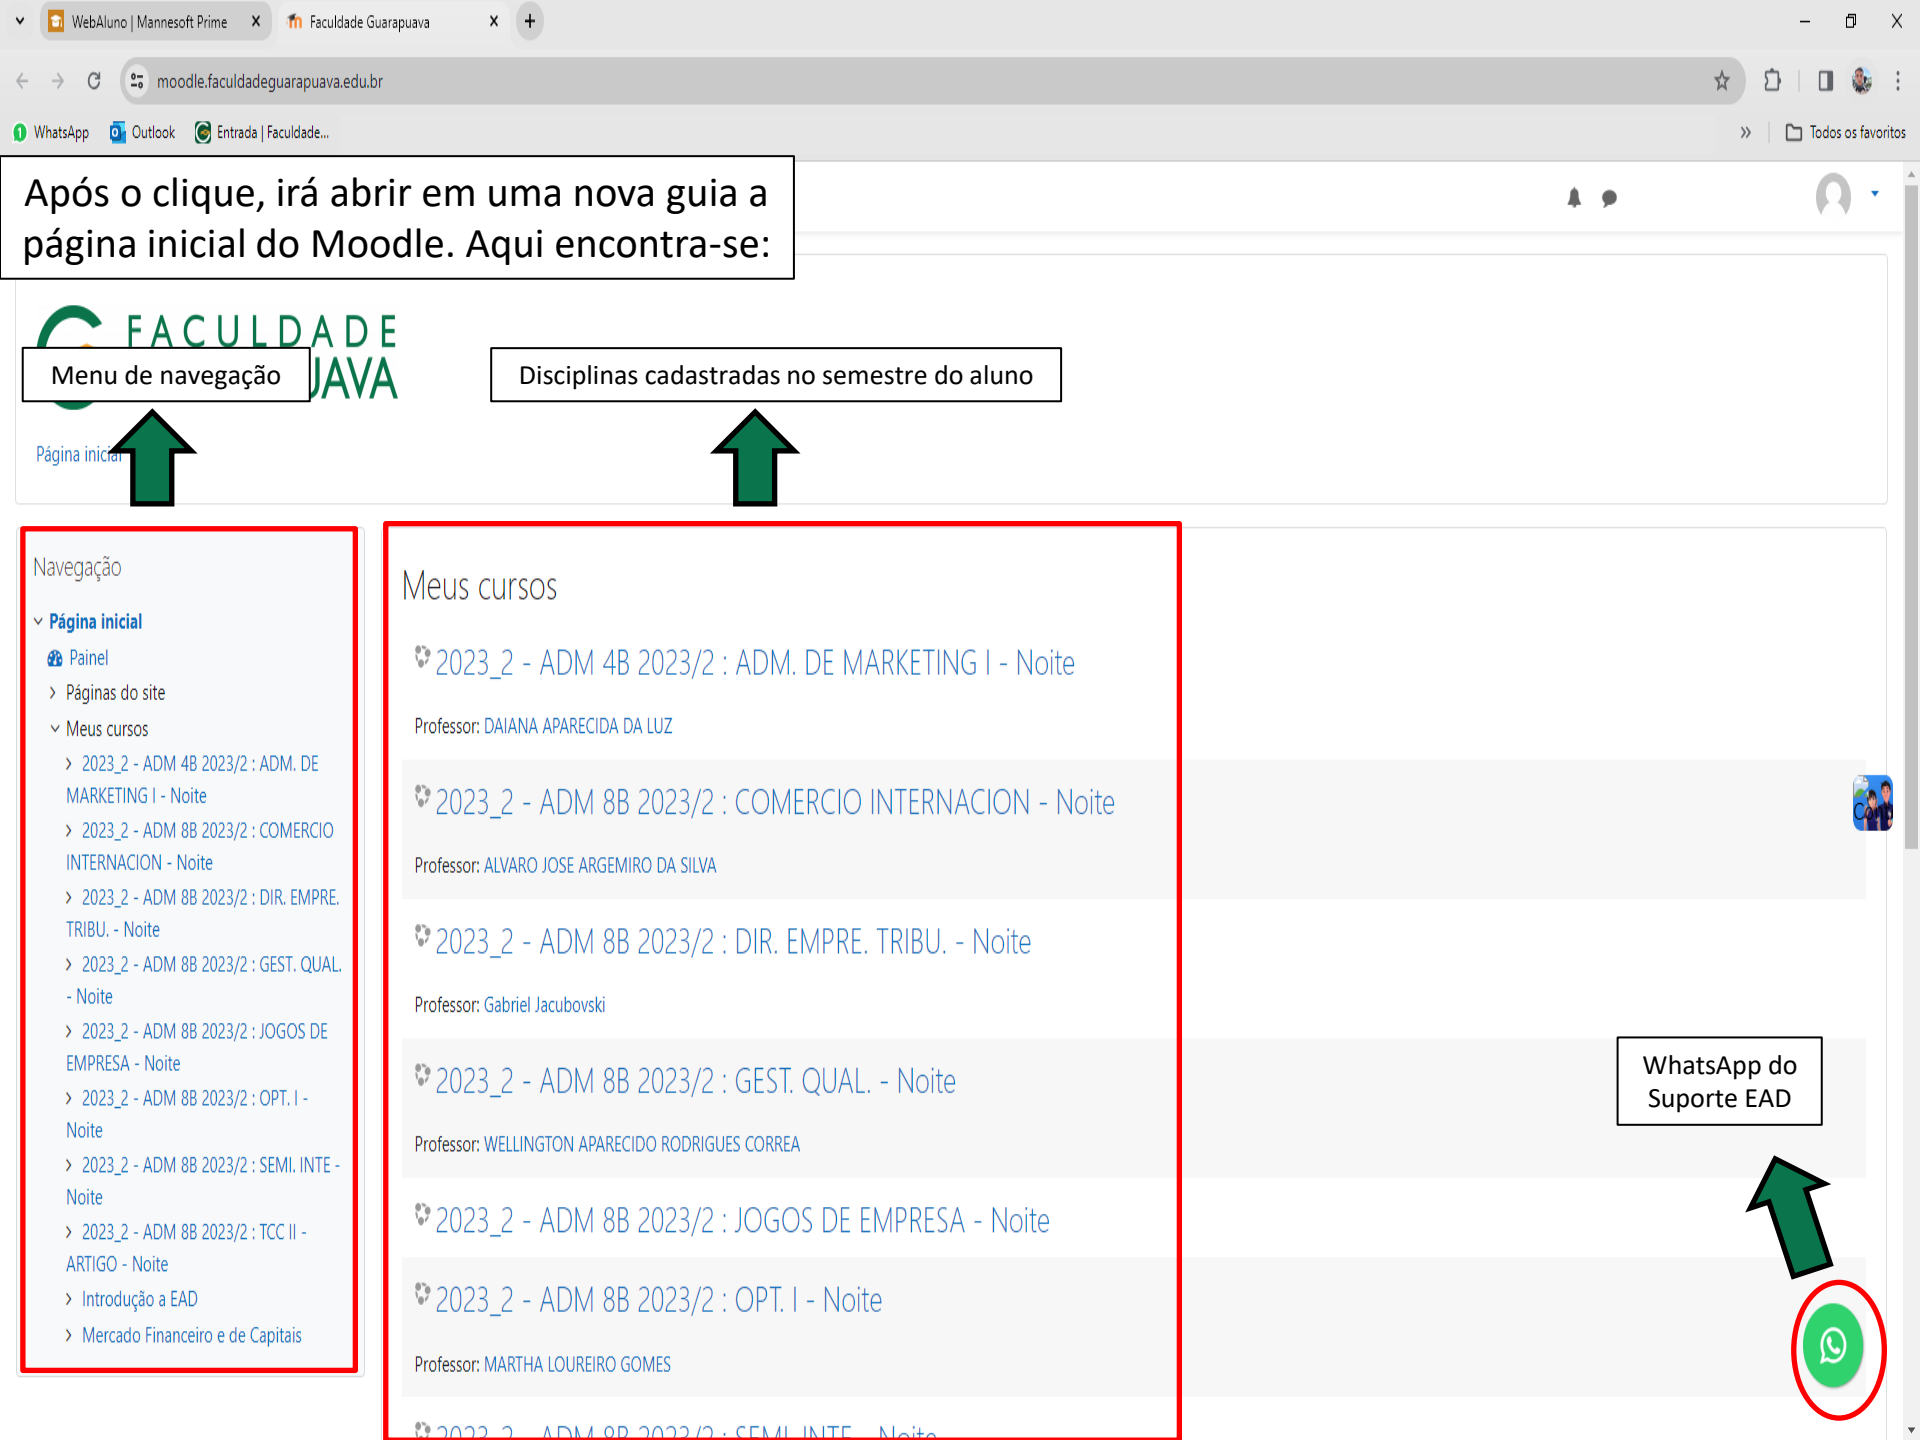 WebAluno | Mannesoft Prime
Faculdade Guarapuava
moodle.faculdadeguarapuava.edu.br
WhatsApp
Outlook
Entrada | Faculdade...
Todos os favoritos
Após o clique, irá abrir em uma nova guia a
página inicial do Moodle. Aqui encontra-se:
FACULDADE
UAVA
Menu de navegação
Disciplinas cadastradas no semestre do aluno
Página inicial
Navegação
Página inicial
Painel
Páginas do site
Meus cursos
2023_2 - ADM 4B 2023/2 : ADM. DE
MARKETING I - Noite
2023_2 - ADM 8B 2023/2 : COMERCIO
INTERNACION - Noite
2023_2 - ADM 8B 2023/2 : DIR. EMPRE.
TRIBU. - Noite
2023_2 - ADM 8B 2023/2 : GEST. QUAL.
- Noite
2023_2 - ADM 8B 2023/2 : JOGOS DE
EMPRESA - Noite
2023_2 - ADM 8B 2023/2 : OPT. I -
Noite
2023_2 - ADM 8B 2023/2 : SEMI. INTE -
Noite
2023_2 - ADM 8B 2023/2 : TCC II -
ARTIGO - Noite
Introdução a EAD
Mercado Financeiro e de Capitais
Meus cursos
2023_2 - ADM 4B 2023/2 : ADM. DE MARKETING I - Noite
Professor: DAIANA APARECIDA DA LUZ
2023_2 - ADM 8B 2023/2 : COMERCIO INTERNACION - Noite
Professor: ALVARO JOSE ARGEMIRO DA SILVA
2023_2 - ADM 8B 2023/2 : DIR. EMPRE. TRIBU. - Noite
Professor: Gabriel Jacubovski
2023_2 - ADM 8B 2023/2 : GEST. QUAL. - Noite
Professor: WELLINGTON APARECIDO RODRIGUES CORREA
2023_2 - ADM 8B 2023/2 : JOGOS DE EMPRESA - Noite
2023_2 - ADM 8B 2023/2 : OPT. I - Noite
Professor: MARTHA LOUREIRO GOMES
2023_2 - ADM 8B 2023/2 : SEMI. INTE - Noite
WhatsApp do
Suporte EAD